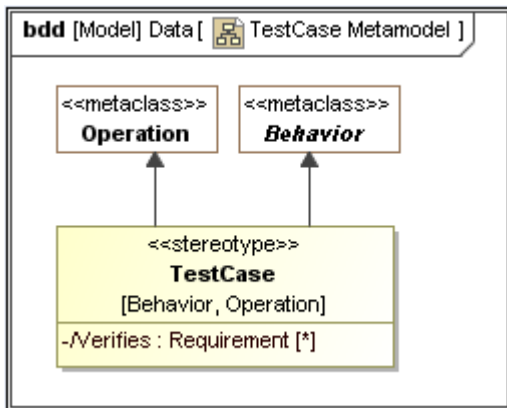 bdd [Model] Data [ TestCase Metamodel ]
<<metaclass>>
Operation
<<metaclass>>
Behavior
<<stereotype>>
TestCase
[Behavior, Operation]
-/Verifies : Requirement [*]